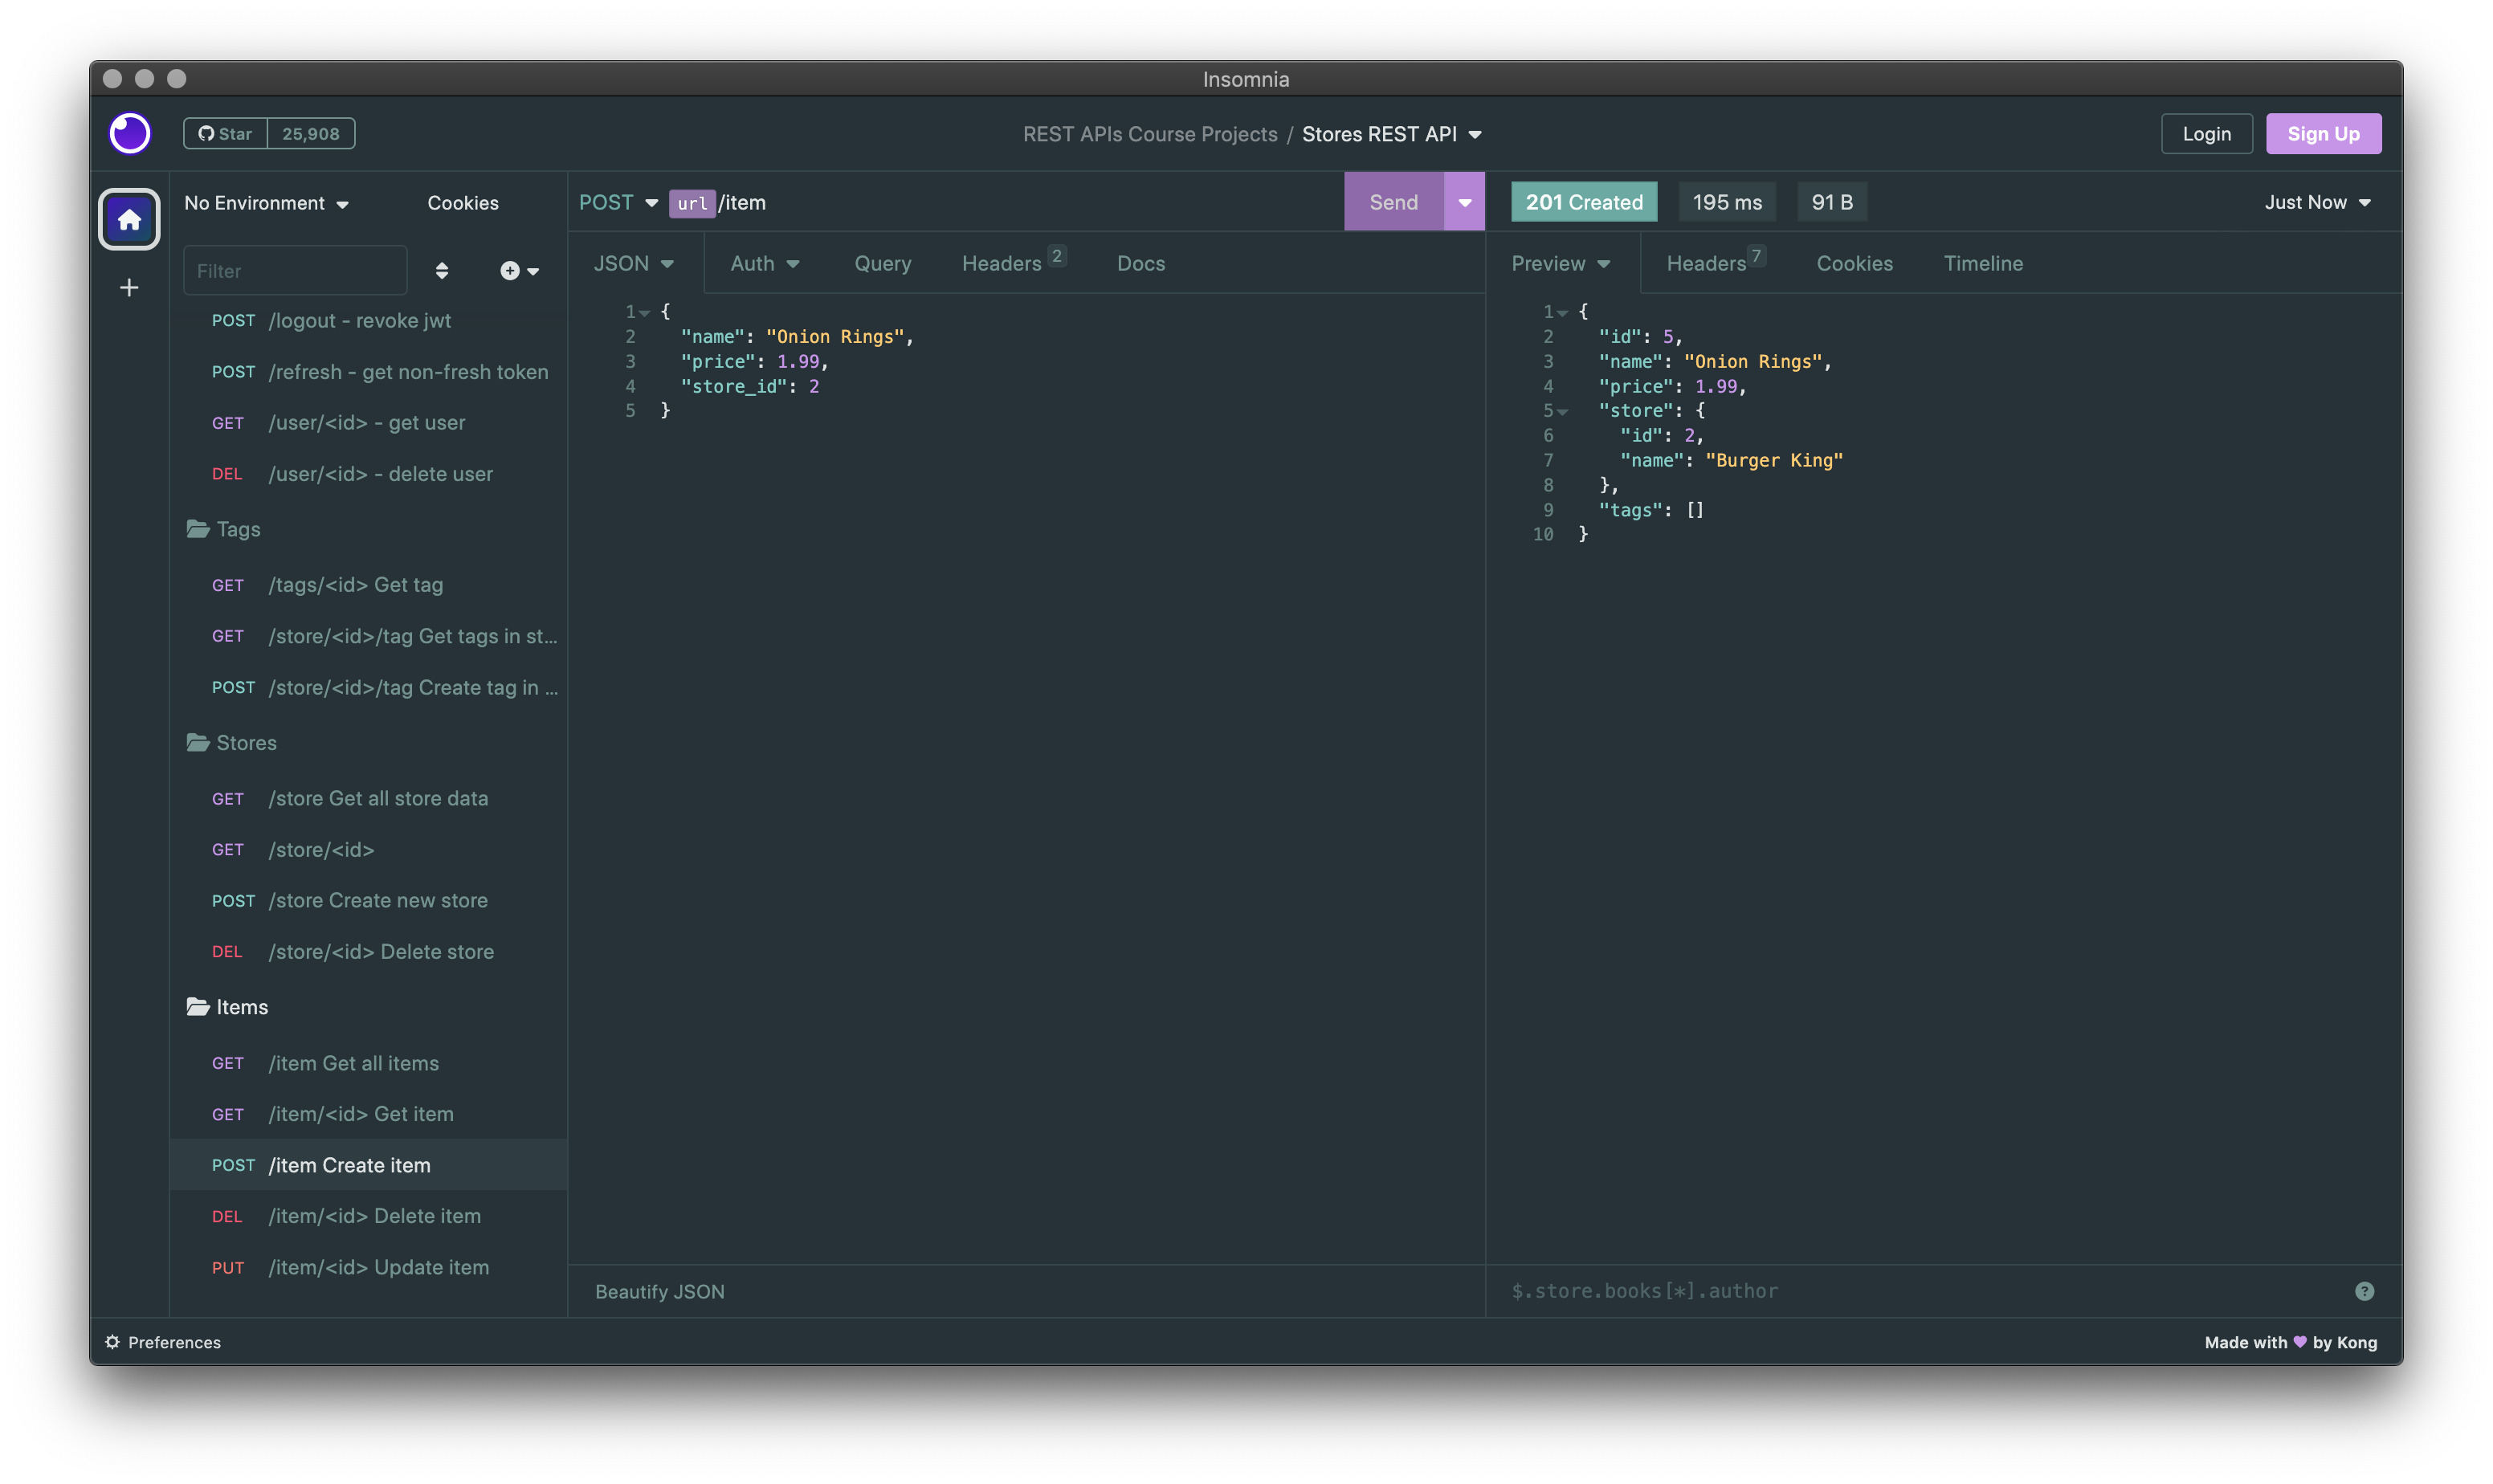 Insomnia
Star 25,908
REST APIs Course Projects / Stores REST API
Login
Sign Up
No Environment
Cookies
Filter
POST /logout - revoke jwt
POST /refresh - get non-fresh token
GET /user/<id> - get user
DEL /user/<id> - delete user
Tags
GET /tags/<id> Get tag
GET /store/<id>/tag Get tags in st...
POST /store/<id>/tag Create tag in ...
Stores
GET /store Get all store data
GET /store/<id>
POST /store Create new store
DEL /store/<id> Delete store
Items
GET /item Get all items
GET /item/<id> Get item
POST /item Create item
DEL /item/<id> Delete item
PUT /item/<id> Update item
POST url/item
Send
JSON
Auth
Query
Headers 2
Docs
1 {
2 "name": "Onion Rings",
3 "price": 1.99,
4 "store_id": 2
5 }
Beautify JSON
201 Created
195 ms
91 B
Just Now
Preview
Headers 7
Cookies
Timeline
1 {
2 "id": 5,
3 "name": "Onion Rings",
4 "price": 1.99,
5 "store": {
6 "id": 2,
7 "name": "Burger King"
8 },
9 "tags": []
10 }
$.store.books[*].author
?
Preferences
Made with ♥ by Kong